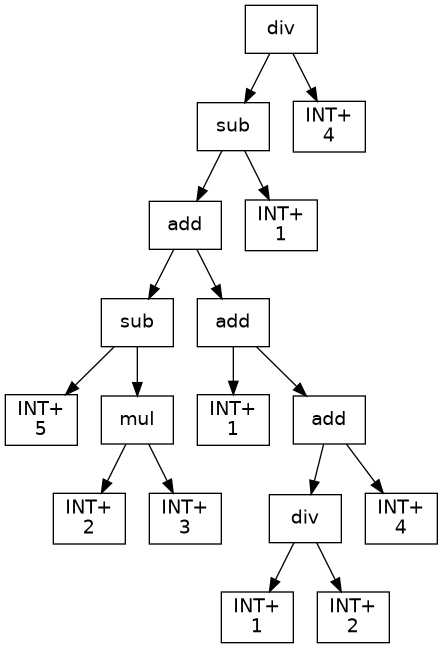 div
sub
INT+
4
add
INT+
1
sub
add
INT+
5
mul
INT+
1
add
INT+
2
INT+
3
div
INT+
4
INT+
1
INT+
2